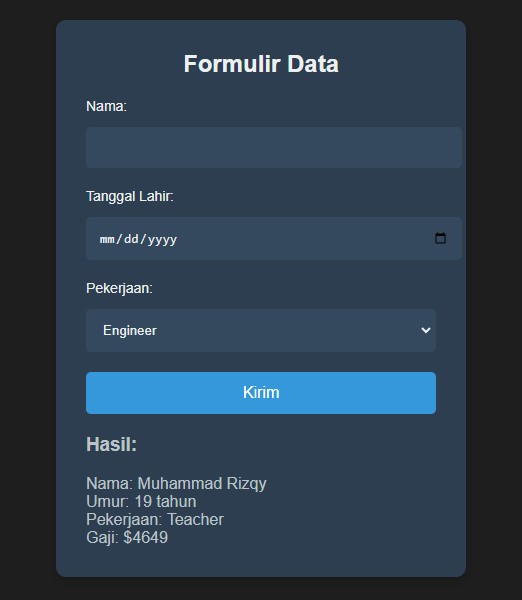 Formulir Data
Nama:
Tanggal Lahir:
mm/dd/yyyy
Pekerjaan:
Engineer
Kirim
Hasil:
Nama: Muhammad Rizqy
Umur: 19 tahun
Pekerjaan: Teacher
Gaji: $4649